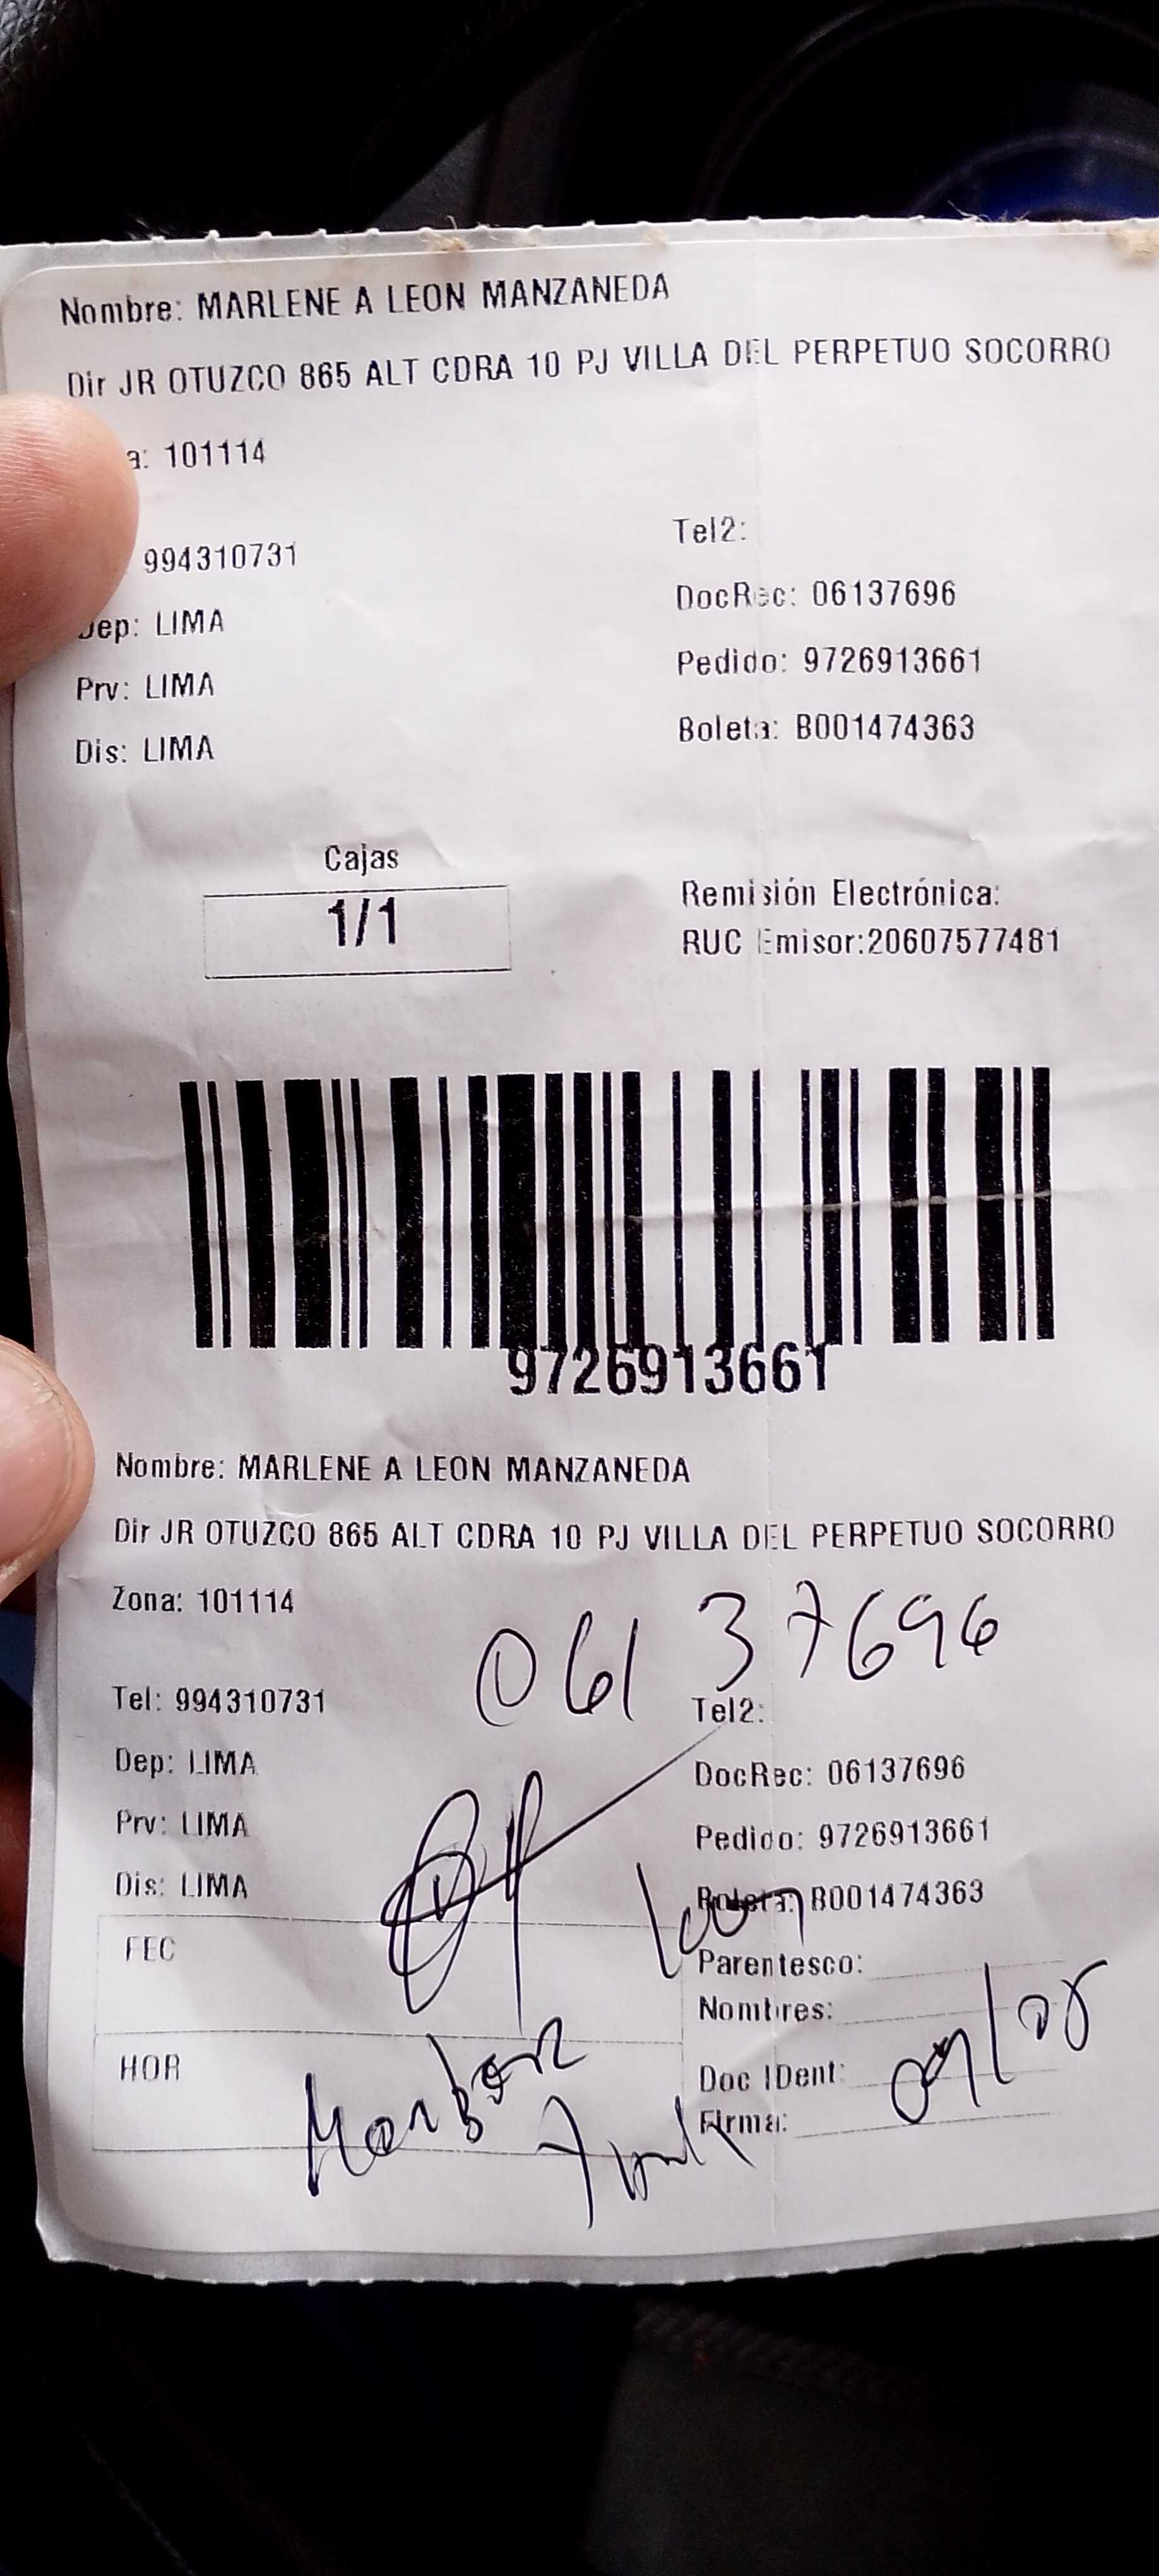 Nombre: MARLENE A LEON MANZANEDA
Dir JR OTUZCO 865 ALT CDRA 10 PJ VILLA DEL PERPETUO SOCORRO
a: 101114
994310731
Tel2:
DocRec: 06137696
Dep: LIMA
Pedido: 9726913661
Prv: LIMA
Boleta: B001474363
Dis: LIMA
Cajas
1/1
Remisión Electrónica:
RUC Emisor:20607577481
9726913661
Nombre: MARLENE A LEON MANZANEDA
Dir JR OTUZCO 865 ALT CDRA 10 PJ VILLA DEL PERPETUO SOCORRO
Zona: 101114
06137696
Tel: 994310731
Tel2:
Dep: LIMA
DocRec: 06137696
Prv: LIMA
Pedido: 9726913661
Dis: LIMA
Boleta: B001474363
FEC
Parentesco:
Nombres:
HOR
Doc IDent:
Firma: